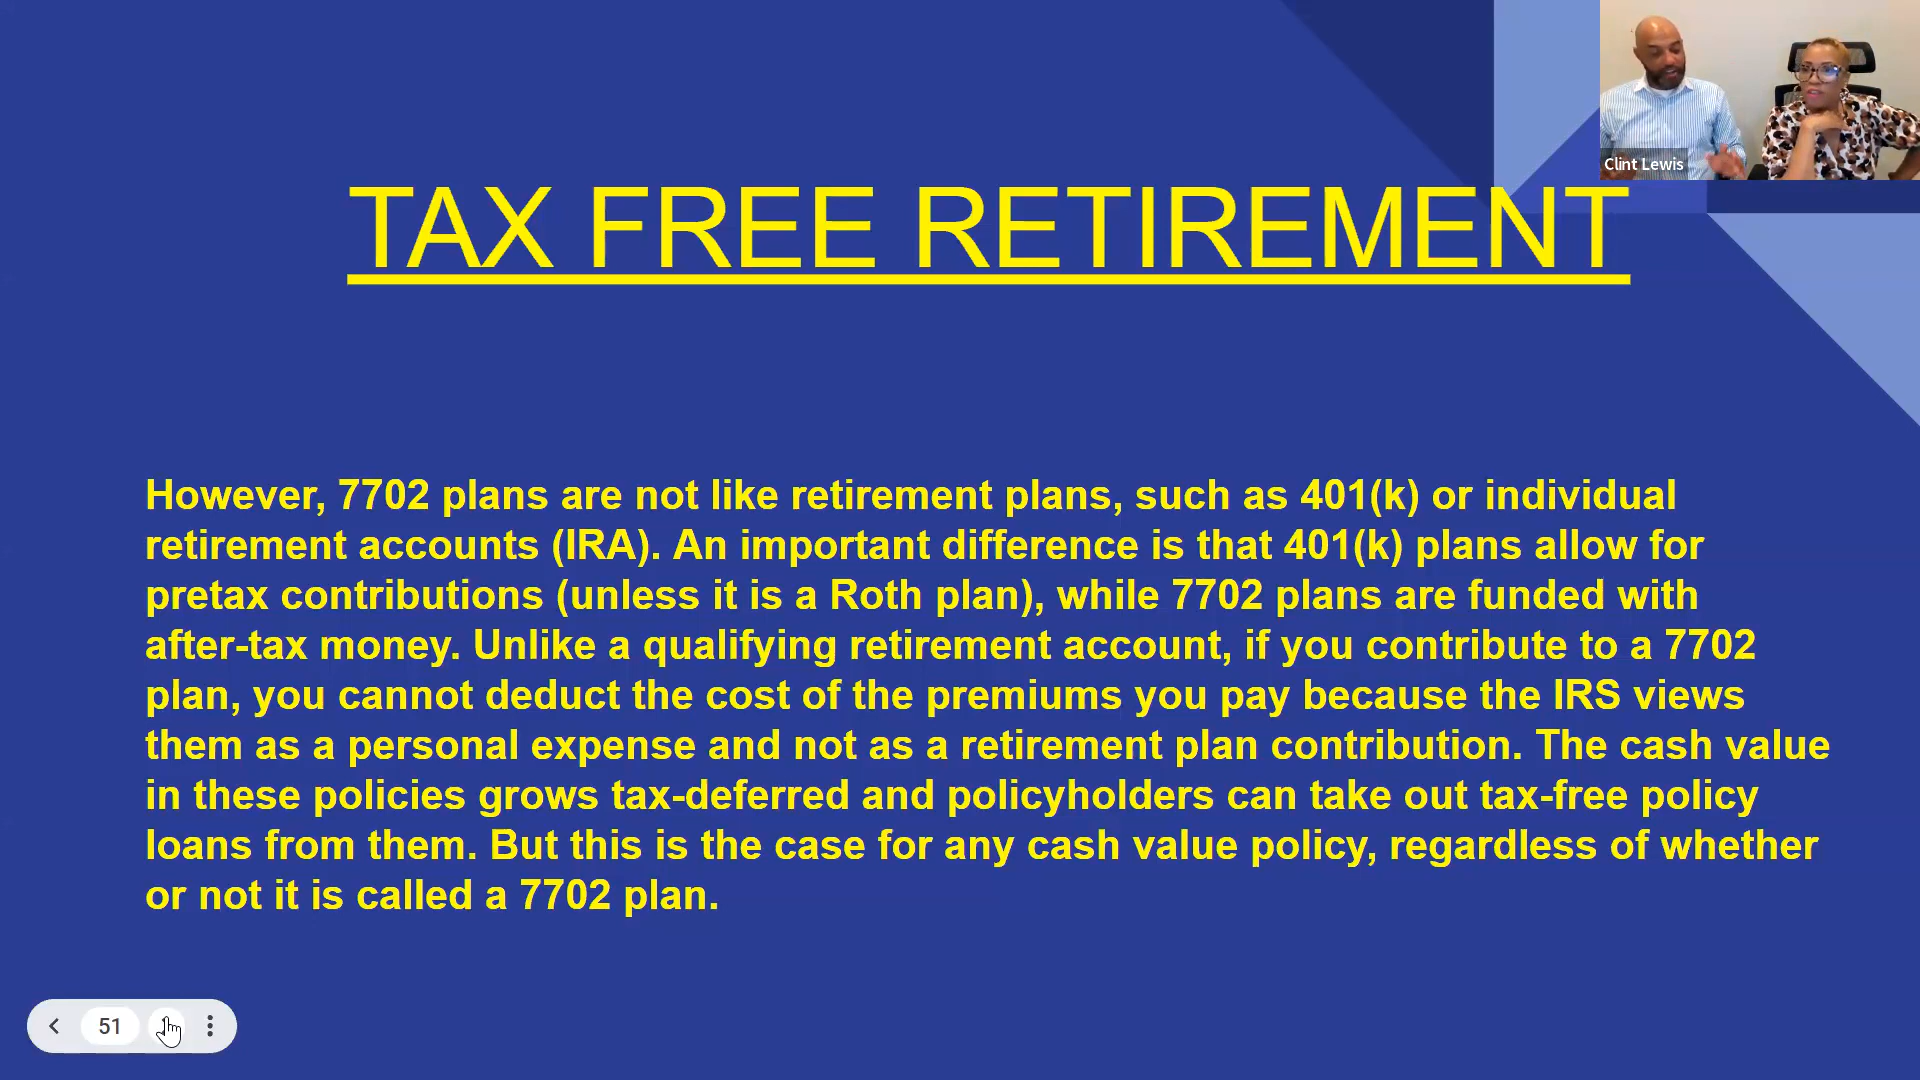 Clint Lewis
TAX FREE RETIREMENT
However, 7702 plans are not like retirement plans, such as 401(k) or individual
retirement accounts (IRA). An important difference is that 401(k) plans allow for
pretax contributions (unless it is a Roth plan), while 7702 plans are funded with
after-tax money. Unlike a qualifying retirement account, if you contribute to a 7702
plan, you cannot deduct the cost of the premiums you pay because the IRS views
them as a personal expense and not as a retirement plan contribution. The cash value
in these policies grows tax-deferred and policyholders can take out tax-free policy
loans from them. But this is the case for any cash value policy, regardless of whether
or not it is called a 7702 plan.
51